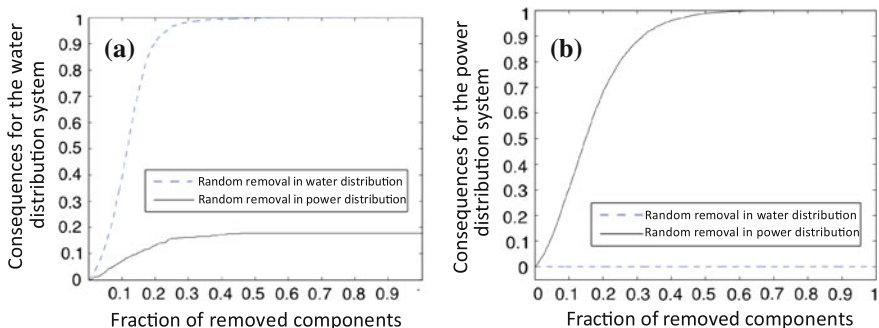 (a)
Consequences for the water
distribution system
1
0.9
0.8
0.7
0.6
0.5
0.4
0.3
0.2
0.1
0
Random removal in water distribution
Random removal in power distribution
0.1 0.2 0.3 0.4 0.5 0.6 0.7 0.8 0.9
Fraction of removed components
(b)
Consequences for the power
distribution system
1
0.9
0.8
0.7
0.6
0.5
0.4
0.3
0.2
0.1
0
Random removal in water distribution
Random removal in power distribution
0 0.1 0.2 0.3 0.4 0.5 0.6 0.7 0.8 0.9 1
Fraction of removed components